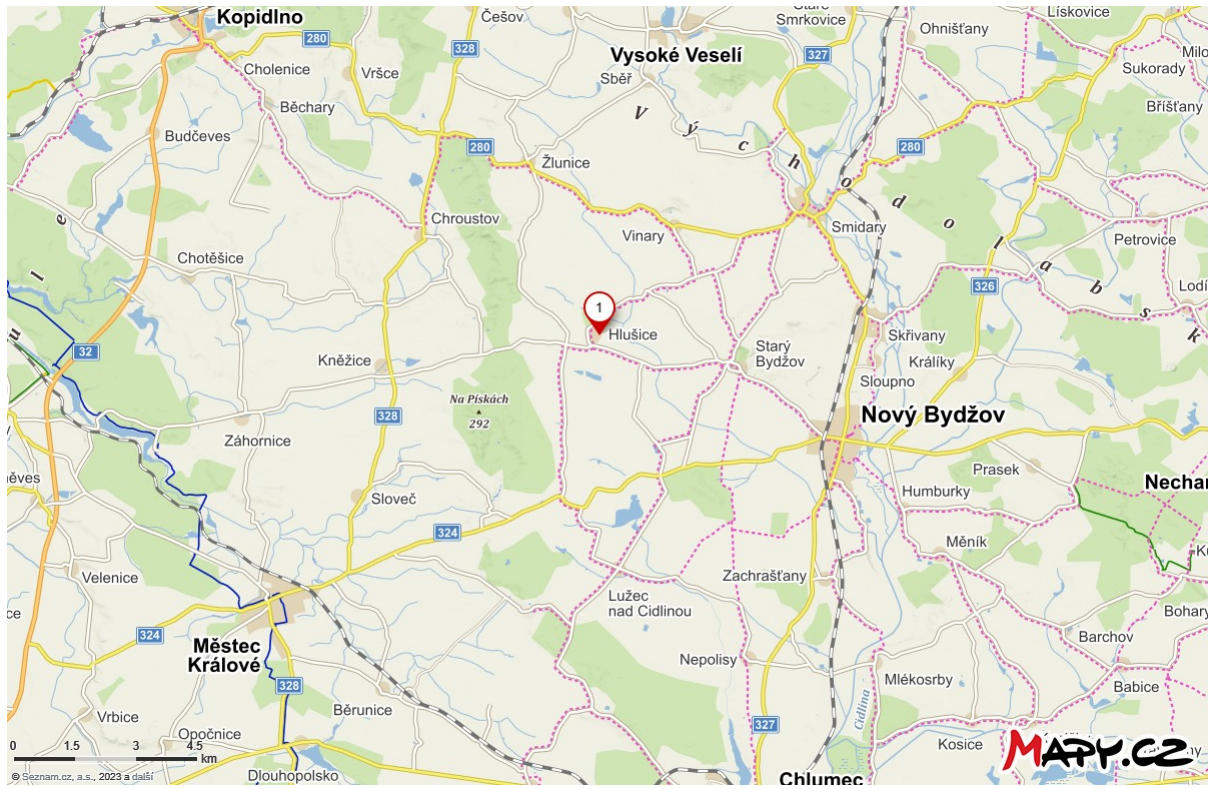 Kopidlno
Češov
Staré
Smrkovice
Ohnišťany
Lískovice
280
328
327
Vysoké Veselí
Cholenice
Vršce
Sběř
Sukorady
Milo
Běchary
V ý c h o d o l a b s k
Bříšťany
Budčeves
280
Žlunice
280
u l e
Chroustov
Vinary
Smidary
Petrovice
Chotěšice
326
Lodí
1
Hlušice
Skřivany
32
Kněžice
Starý
Bydžov
Králíky
Sloupno
Na Pískách
292
328
Nový Bydžov
Záhornice
Prasek
něves
Sloveč
Humburky
Nechan
324
Měník
Velenice
Zachrašťany
Lužec
nad Cidlinou
ce
Bohary
324
Městec
Králové
Barchov
Nepolisy
328
Mlékosrby
Babice
Vrbice
Běrunice
Cidlina
327
Opočnice
Kosice
0 1.5 3 4.5
km
MAPY.CZ
© Seznam.cz, a.s., 2023 a další
Dlouhopolsko
Chlumec